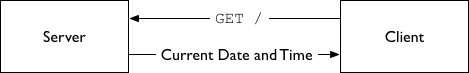 GET /
Server
Client
Current Date and Time